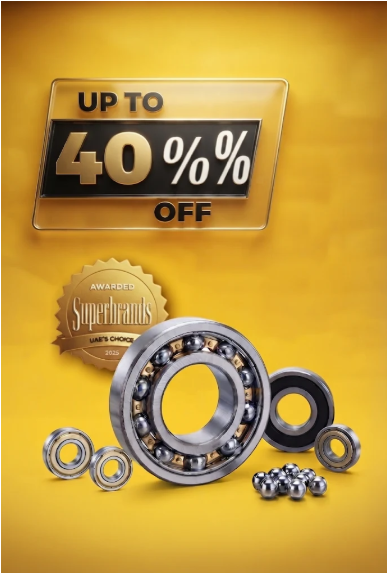 UP TO
40 %%
OFF
AWARDED
Superbrands
UAE'S CHOICE
2025